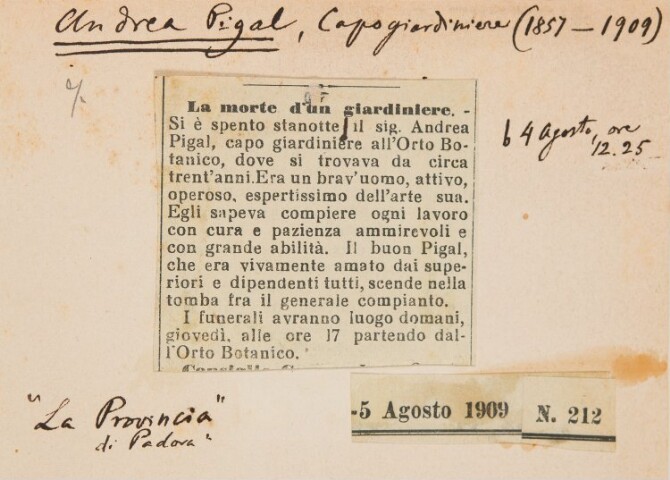 Andrea Pigal, Capogiardiniere (1857-1909)
La morte d'un giardiniere. -
Si è spento stanotte il sig. Andrea
Pigal, capo giardiniere all'Orto Bo-
tanico, dove si trovava da circa
trent'anni. Era un brav'uomo, attivo,
operoso, espertissimo dell'arte sua.
Egli sapeva compiere ogni lavoro
con cura e pazienza ammirevoli e
con grande abilità. Il buon Pigal,
che era vivamente amato dai supe-
riori e dipendenti tutti, scende nella
tomba fra il generale compianto.
I funerali avranno luogo domani,
giovedì, alle ore 17 partendo dal-
l'Orto Botanico.
4 Agosto, ore
12.25
"La Provincia"
di Padova"
-5 Agosto 1909 N. 212